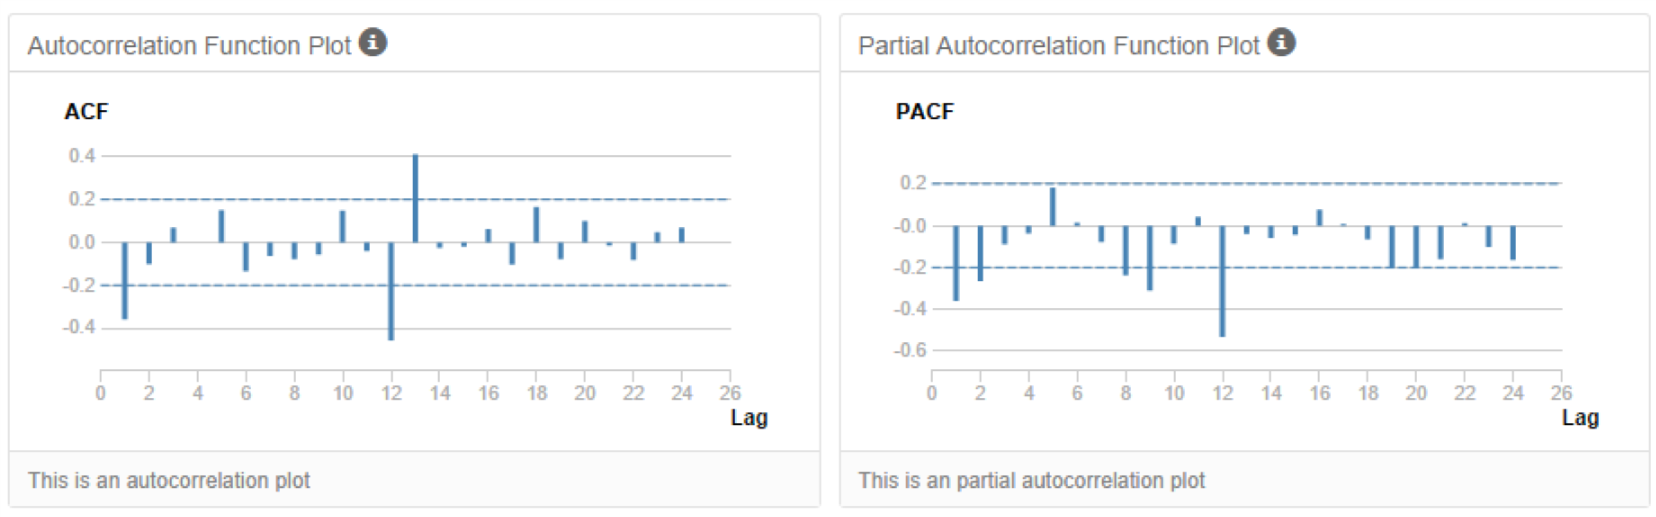 Autocorrelation Function Plot
ACF
0.4
0.2
0.0
-0.2
-0.4
0 2 4 6 8 10 12 14 16 18 20 22 24 26
Lag
This is an autocorrelation plot
Partial Autocorrelation Function Plot
PACF
0.2
-0.0
-0.2
-0.4
-0.6
0 2 4 6 8 10 12 14 16 18 20 22 24 26
Lag
This is an partial autocorrelation plot